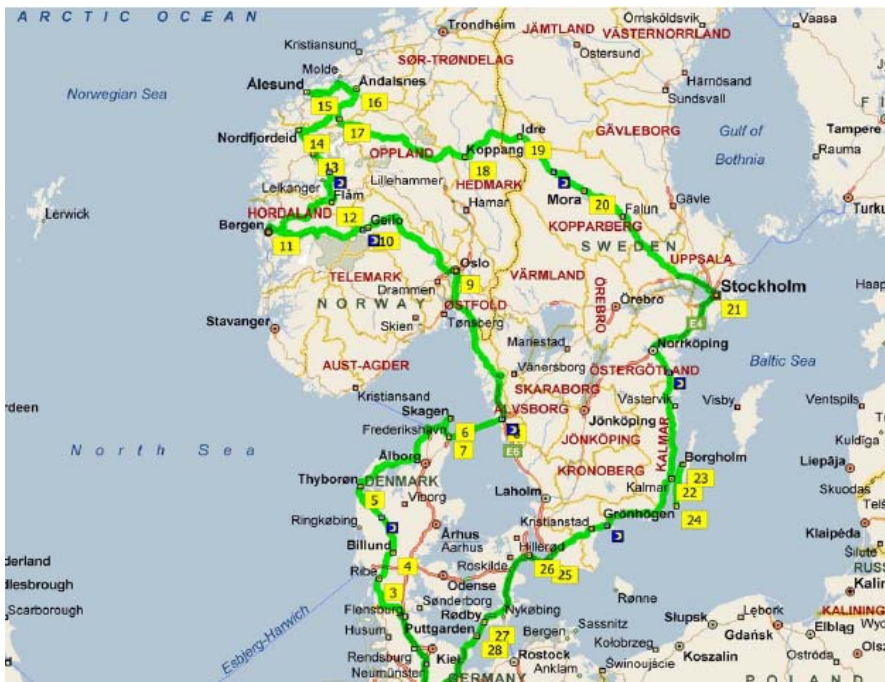 ARCTIC OCEAN
Trondheim
JÄMTLAND
Örnsköldsvik
VÄSTERNORRLAND
Vaasa
Kristiansund
Östersund
Molde
SØR-TRØNDELAG
Härnösand
Norwegian Sea
Ålesund
Åndalsnes
Sundsvall
15
16
Tampere
Nordfjordeid
17
Idre
GÄVLEBORG
Gulf of
Bothnia
Rauma
14
OPPLAND
Koppang
19
13
18
Leikanger
Lillehammer
HEDMARK
Mora
20
Gävle
Lerwick
Flåm
Hamar
Falun
Turku
HORDALAND
12
Geilo
KOPPARBERG
Bergen
11
10
SWEDEN
UPPSALA
Oslo
TELEMARK
9
VÄRMLAND
Stockholm
Drammen
ÖREBRO
Örebro
NORWAY
ØSTFOLD
21
Stavanger
Skien
Tønsberg
E4
Mariestad
Norrköping
Vänersborg
Baltic Sea
AUST-AGDER
ÖSTERGÖTLAND
SKARABORG
Kristiansand
Västervik
Visby
Ventspils
Skagen
ÄLVSBORG
Jönköping
North Sea
Frederikshavn
6
8
JÖNKÖPING
KALMAR
Kuldīga
7
E6
Ålborg
KRONOBERG
Borgholm
Liepāja
Thyborøn
DENMARK
23
Viborg
Laholm
Kalmar
22
Skuodas
5
Ringkøbing
Grönhögen
24
Århus
Kristianstad
Klaipėda
Billund
Aarhus
Hillerød
Šilutė
4
Roskilde
26
25
Ribe
Odense
3
Rønne
Sønderborg
Nykøbing
KALININGRAD
Scarborough
Flensburg
Rødby
Sassnitz
Słupsk
Lębork
Husum
Puttgarden
27
Bergen
Kołobrzeg
Gdańsk
Elbląg
Esbjerg-Harwich
Rendsburg
Kiel
28
Rostock
Koszalin
Neumünster
Anklam
Świnoujście
Ostróda
GERMANY
POLAND